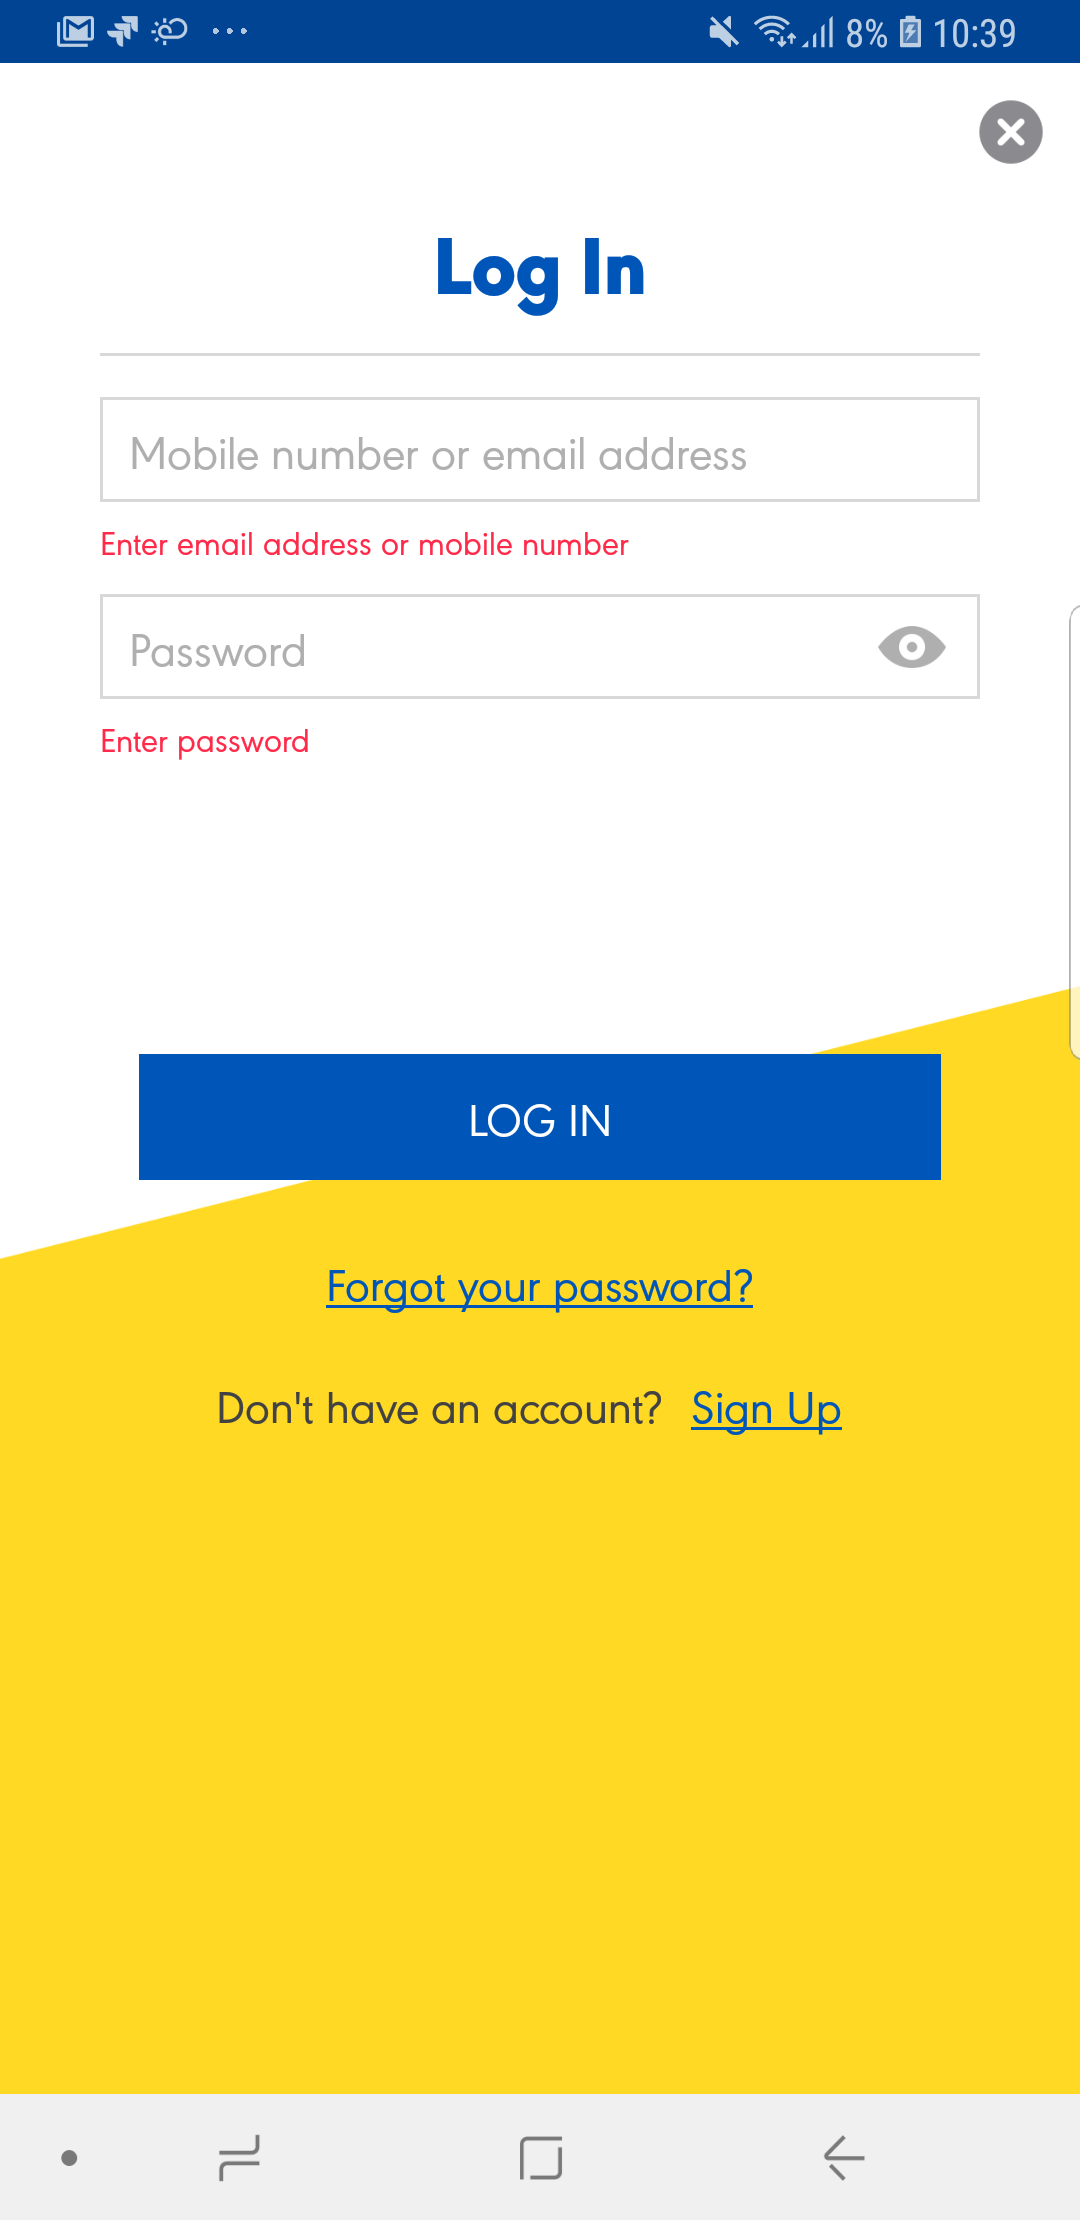 8% 10:39
Log In
Mobile number or email address
Enter email address or mobile number
Password
Enter password
LOG IN
Forgot your password?
Don't have an account? Sign Up